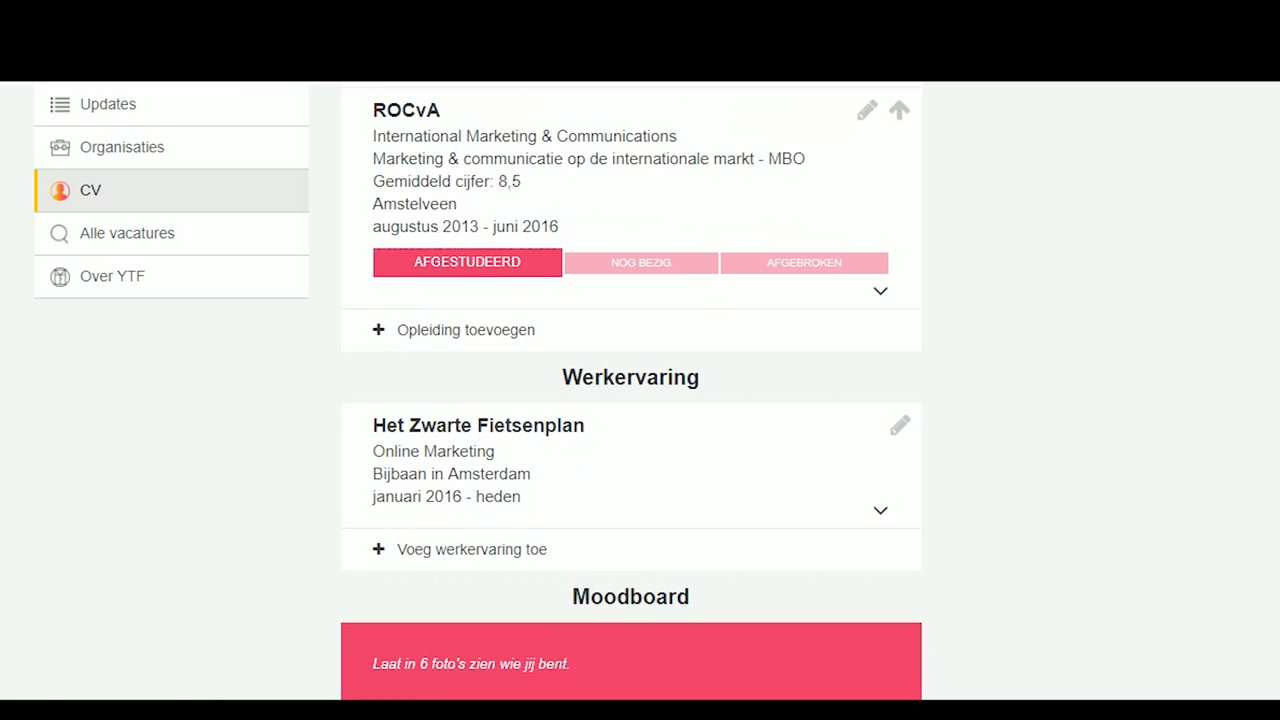 Updates
Organisaties
CV
Alle vacatures
Over YTF
ROCvA
International Marketing & Communications
Marketing & communicatie op de internationale markt - MBO
Gemiddeld cijfer: 8,5
Amstelveen
augustus 2013 - juni 2016
AFGESTUDEERD NOG BEZIG AFGEBROKEN
+ Opleiding toevoegen
Werkervaring
Het Zwarte Fietsenplan
Online Marketing
Bijbaan in Amsterdam
januari 2016 - heden
+ Voeg werkervaring toe
Moodboard
Laat in 6 foto's zien wie jij bent.